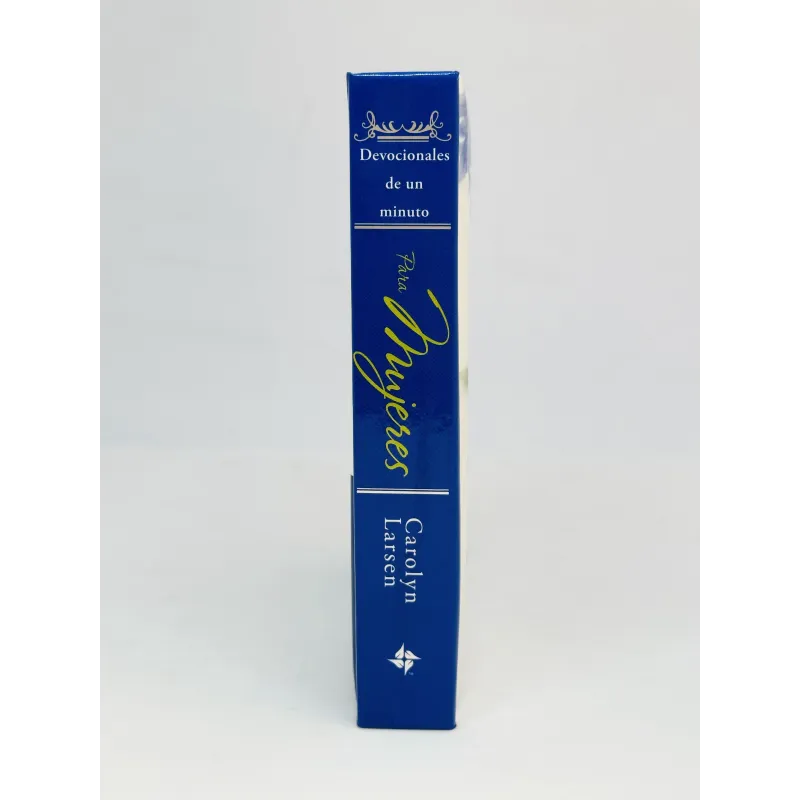 Devocionales
de un
minuto
Para
Mujeres
Carolyn
Larsen